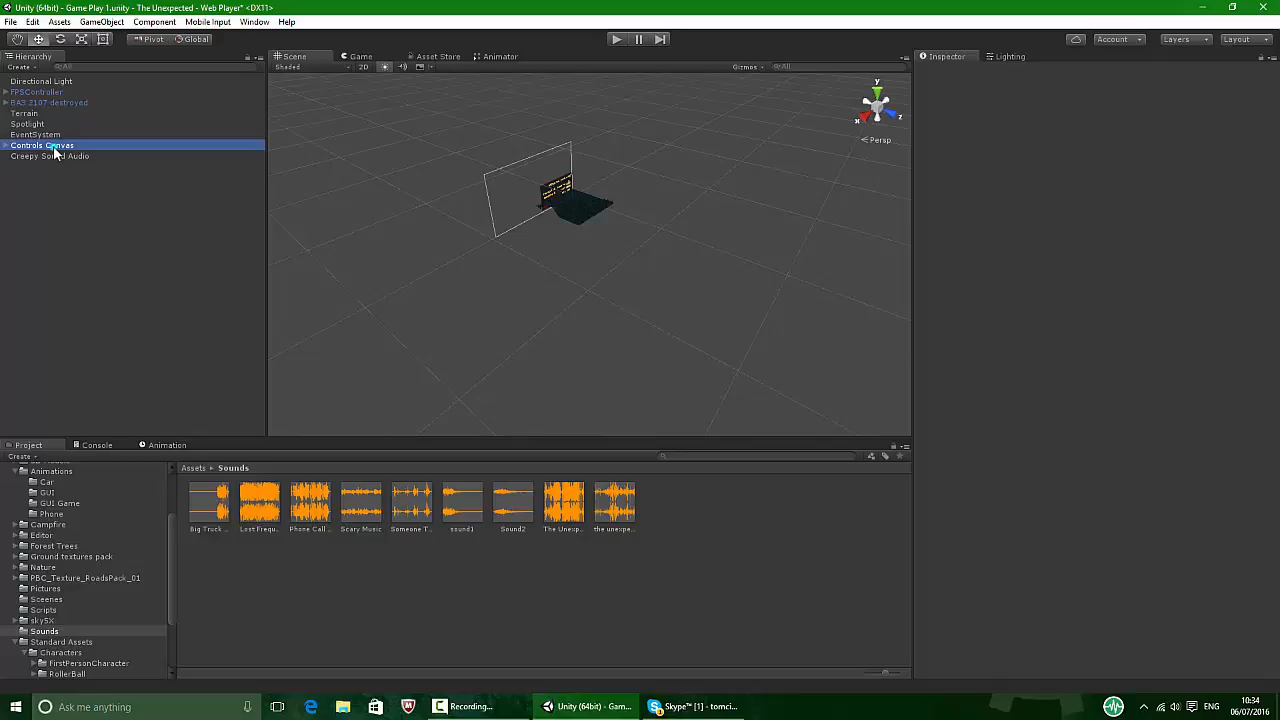 Unity (64bit) - Game Play 1.unity - The Unexpected - Web Player* <DX11>
File Edit Assets GameObject Component Mobile Input Window Help
Pivot Global Account Layers Layout
Hierarchy
Create All
Directional Light
FPSController
BA3 2107 destroyed
Terrain
Spotlight
EventSystem
Controls Canvas
Creepy Sound Audio
Scene Game Asset Store Animator
Shaded 2D Gizmos All
y
x z
Persp
Inspector Lighting
Project Console Animation
Create
Animations
Car
GUI
GUI Game
Phone
Campfire
Editor
Forest Trees
Ground textures pack
Nature
PBC_Texture_RoadsPack_01
Pictures
Sceenes
Scripts
sky5X
Sounds
Standard Assets
Characters
FirstPersonCharacter
RollerBall
Assets Sounds
Big Truck ... Lost Frequ... Phone Call... Scary Music Someone T... sound1 Sound2 The Unexp... the unexpe...
Ask me anything
Recording...
Unity (64bit) - Gam...
Skype™ [1] - tomci...
ENG
10:34
06/07/2016